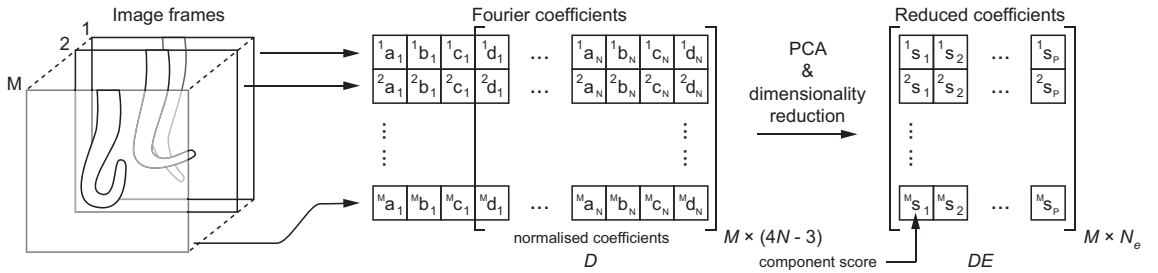 Image frames
Fourier coefficients
Reduced coefficients
1
2
M
¹a₁ ¹b₁ ¹c₁ ¹d₁ ... ¹a_N ¹b_N ¹c_N ¹d_N
²a₁ ²b₁ ²c₁ ²d₁ ... ²a_N ²b_N ²c_N ²d_N
ᴹa₁ ᴹb₁ ᴹc₁ ᴹd₁ ... ᴹa_N ᴹb_N ᴹc_N ᴹd_N
normalised coefficients
M × (4N - 3)
D
PCA
&
dimensionality
reduction
¹s₁ ¹s₂ ... ¹s_P
²s₁ ²s₂ ... ²s_P
ᴹs₁ ᴹs₂ ... ᴹs_P
M × N_e
component score
DE